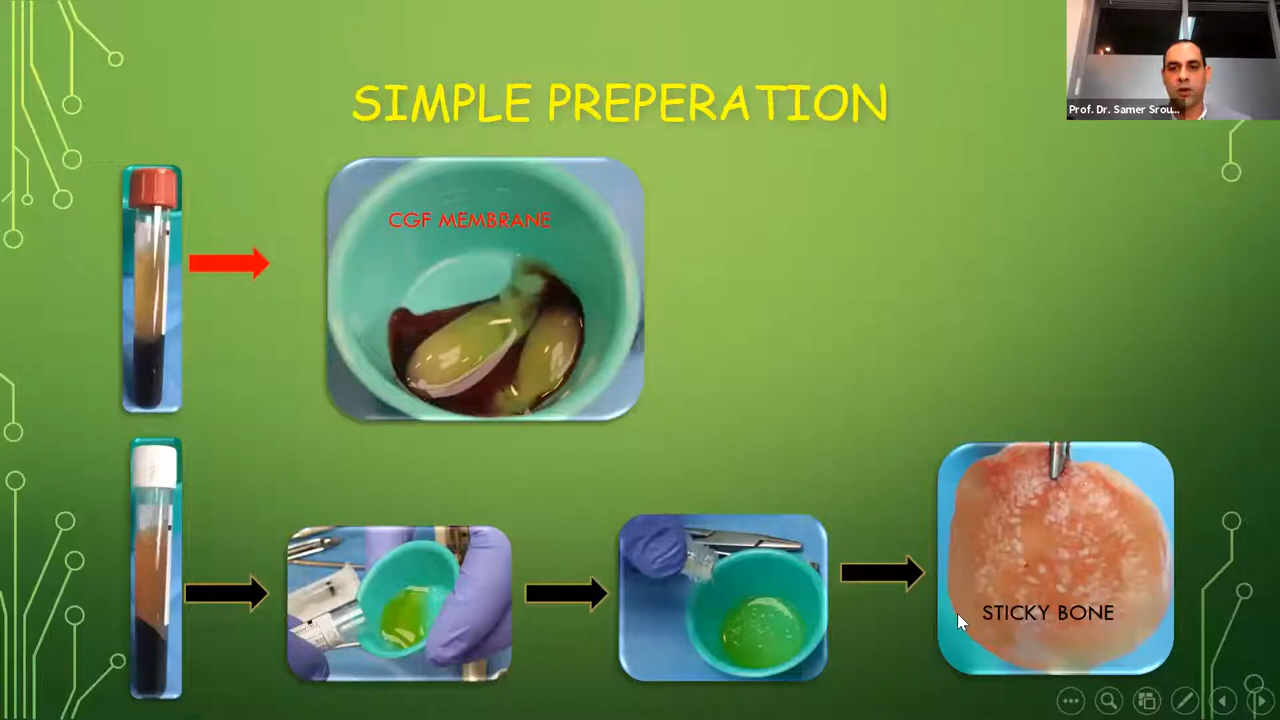 SIMPLE PREPERATION
Prof. Dr. Samer Srou...
CGF MEMBRANE
STICKY BONE